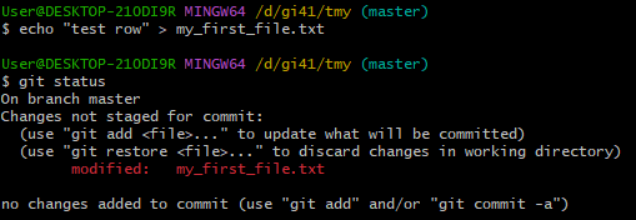 User@DESKTOP-210DI9R MINGW64 /d/gi41/tmy (master)
$ echo "test row" > my_first_file.txt
User@DESKTOP-210DI9R MINGW64 /d/gi41/tmy (master)
$ git status
On branch master
Changes not staged for commit:
  (use "git add <file>..." to update what will be committed)
  (use "git restore <file>..." to discard changes in working directory)
        modified:   my_first_file.txt
no changes added to commit (use "git add" and/or "git commit -a")